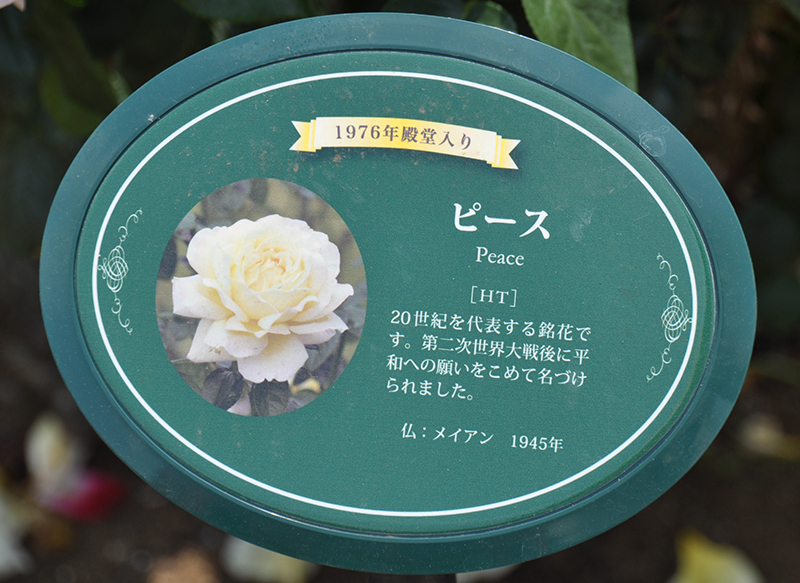 1976年殿堂入り
ピース
Peace
［HT］
20世紀を代表する銘花で
す。第二次世界大戦後に平
和への願いをこめて名づけ
られました。
仏：メイアン　1945年